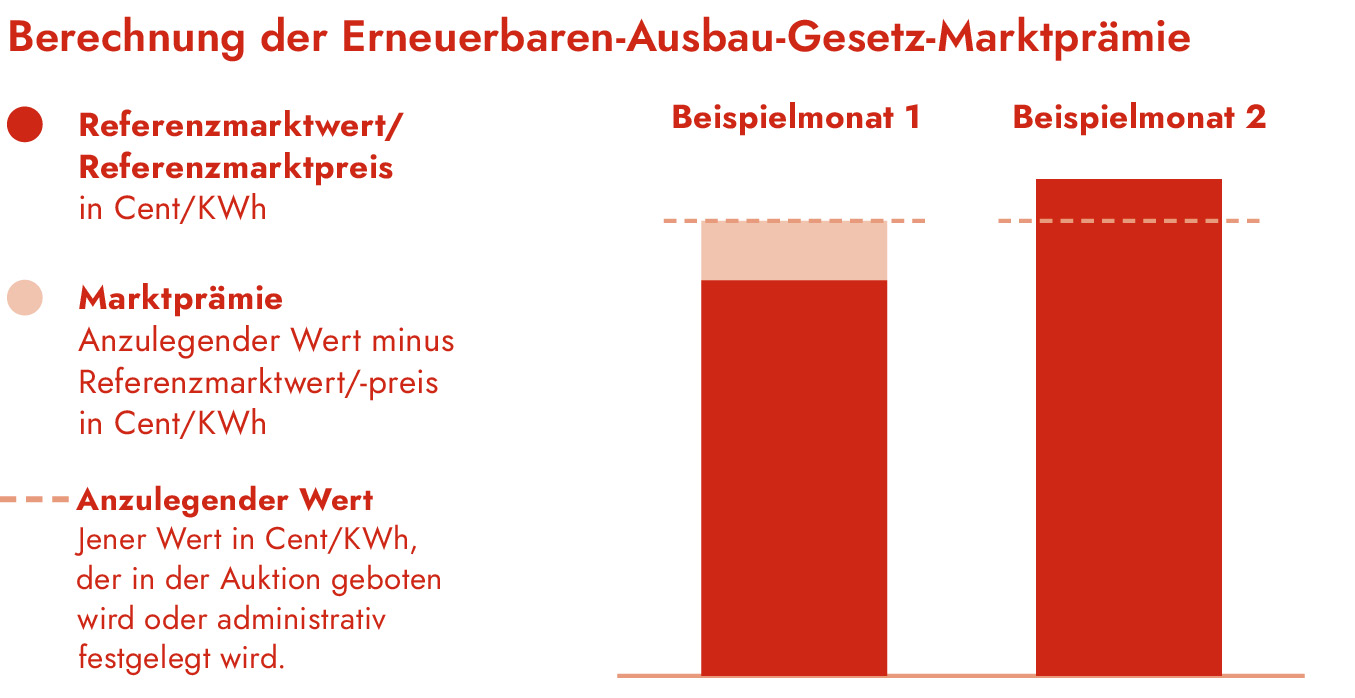 Berechnung der Erneuerbaren-Ausbau-Gesetz-Marktprämie
Referenzmarktwert/
Referenzmarktpreis
in Cent/KWh
Marktprämie
Anzulegender Wert minus
Referenzmarktwert/-preis
in Cent/KWh
Anzulegender Wert
Jener Wert in Cent/KWh,
der in der Auktion geboten
wird oder administrativ
festgelegt wird.
Beispielmonat 1
Beispielmonat 2